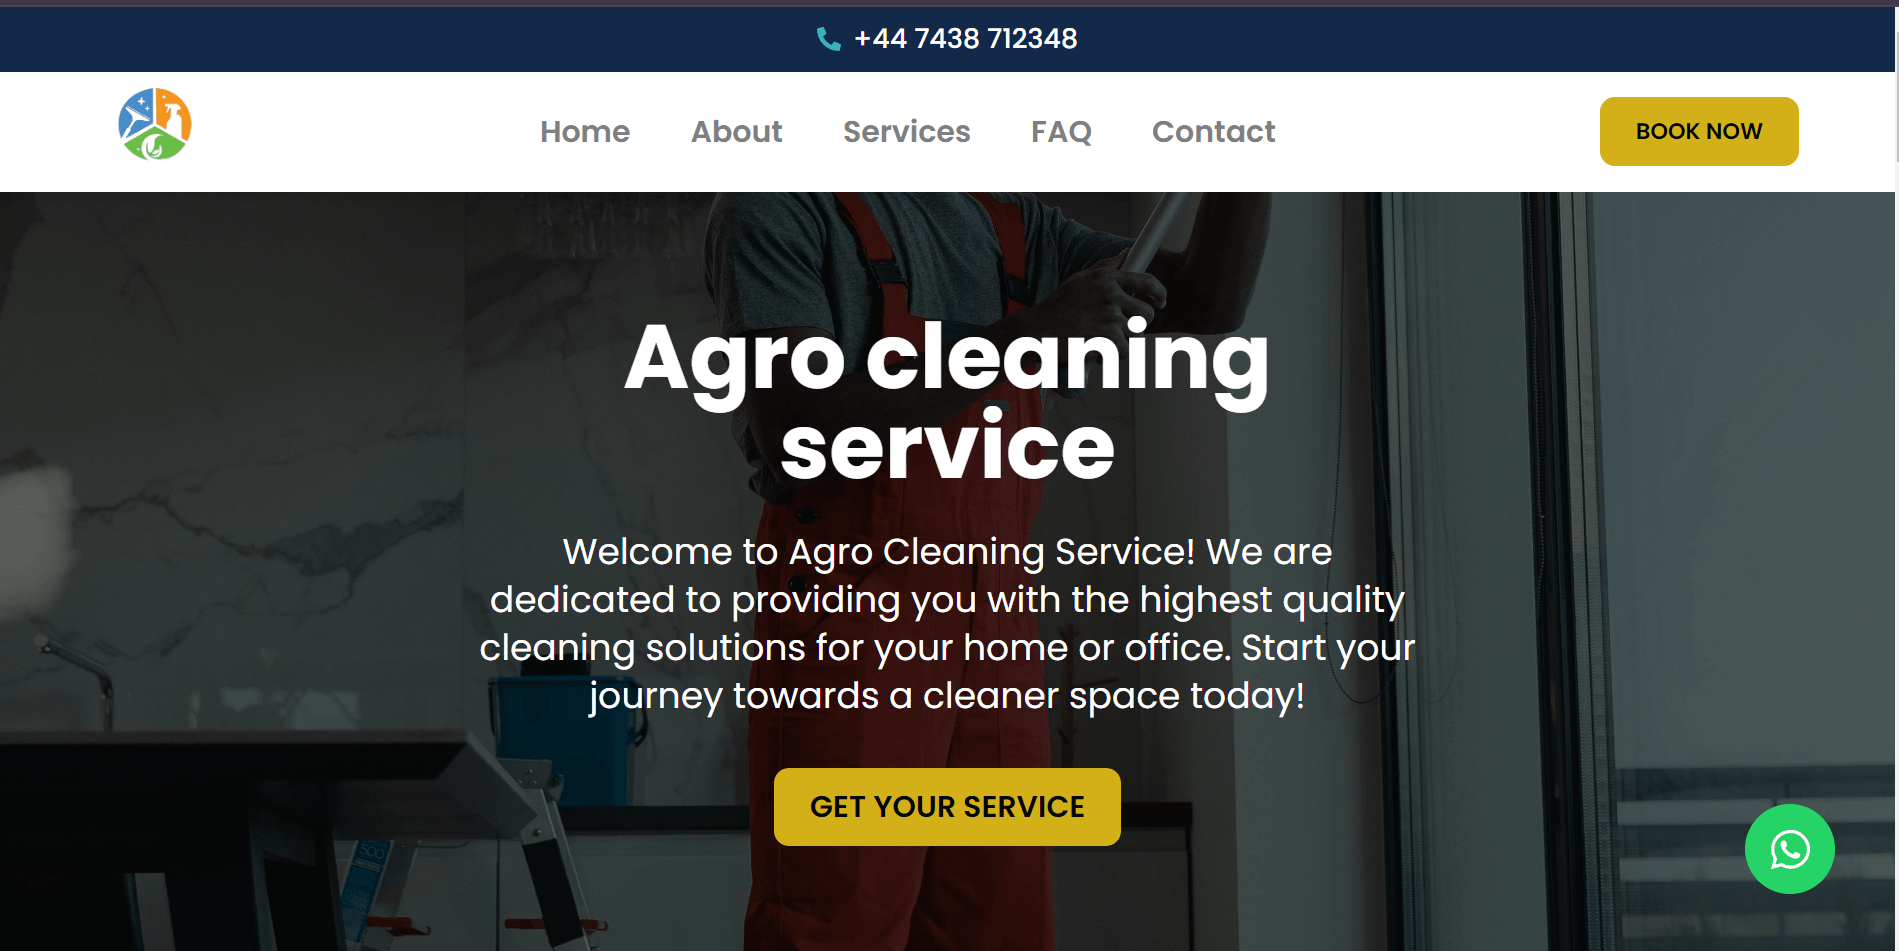 +44 7438 712348
Home About Services FAQ Contact
BOOK NOW
Agro cleaning
service
Welcome to Agro Cleaning Service! We are
dedicated to providing you with the highest quality
cleaning solutions for your home or office. Start your
journey towards a cleaner space today!
GET YOUR SERVICE
500